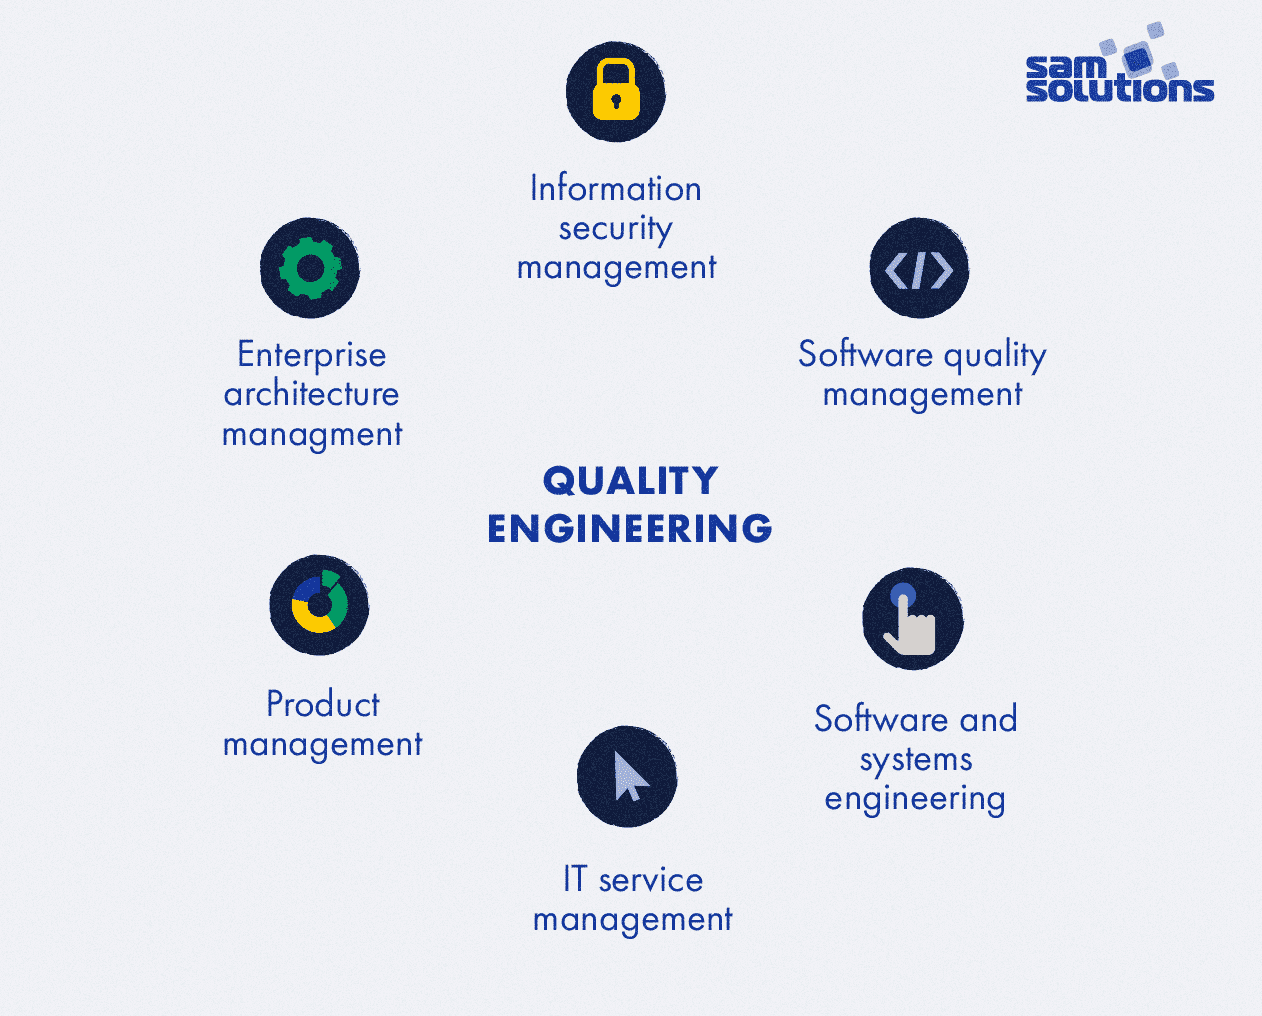 sam
solutions
Information
security
management
Enterprise
architecture
managment
Software quality
management
QUALITY
ENGINEERING
Product
management
Software and
systems
engineering
IT service
management